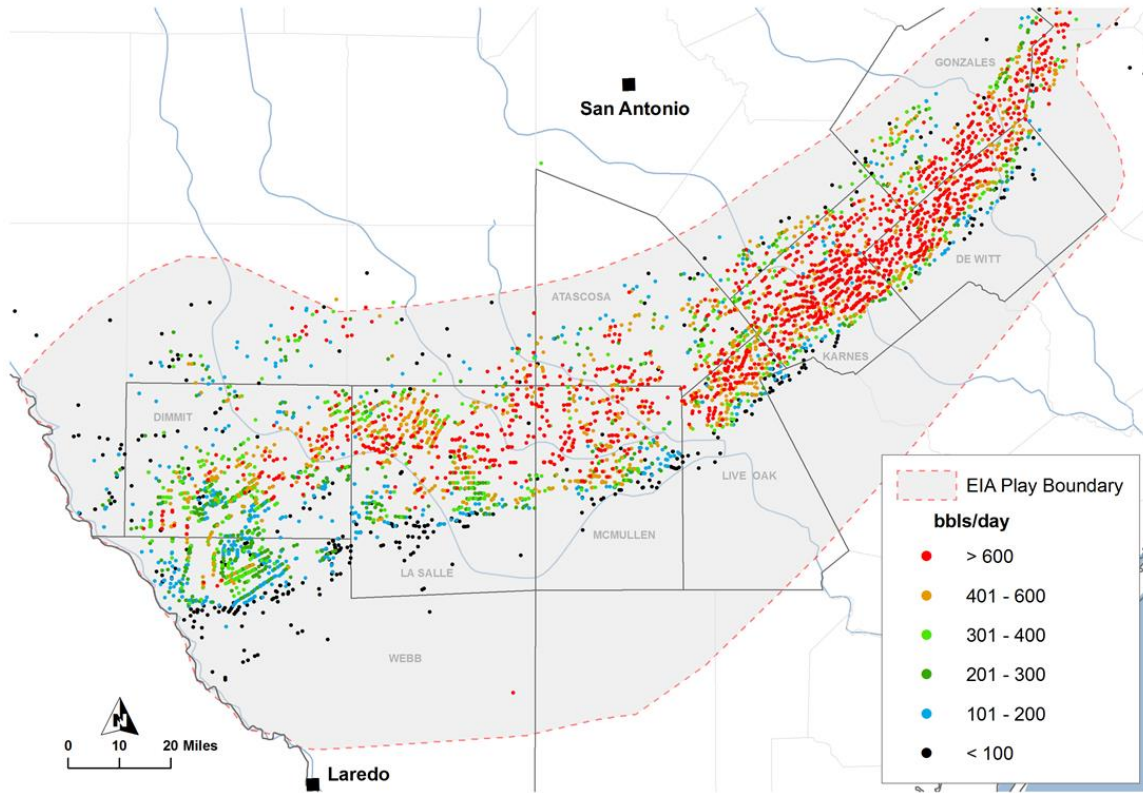 GONZALES
San Antonio
DE WITT
ATASCOSA
KARNES
DIMMIT
LIVE OAK
MCMULLEN
LA SALLE
WEBB
N
0 10 20 Miles
Laredo
EIA Play Boundary
bbls/day
> 600
401 - 600
301 - 400
201 - 300
101 - 200
< 100